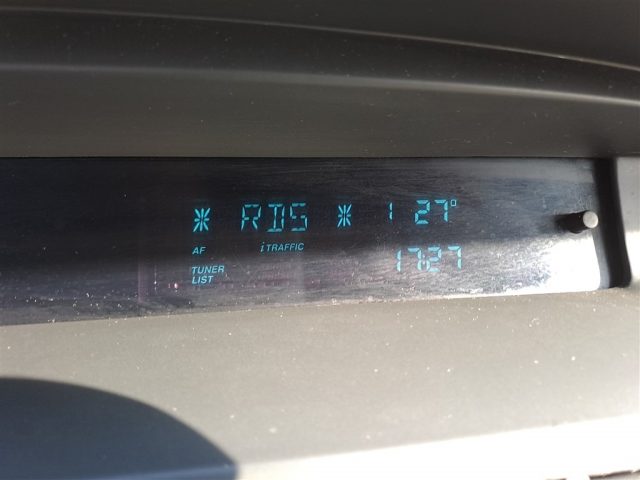 * RDS * 1 27°
AF i TRAFFIC
TUNER 17:27
LIST